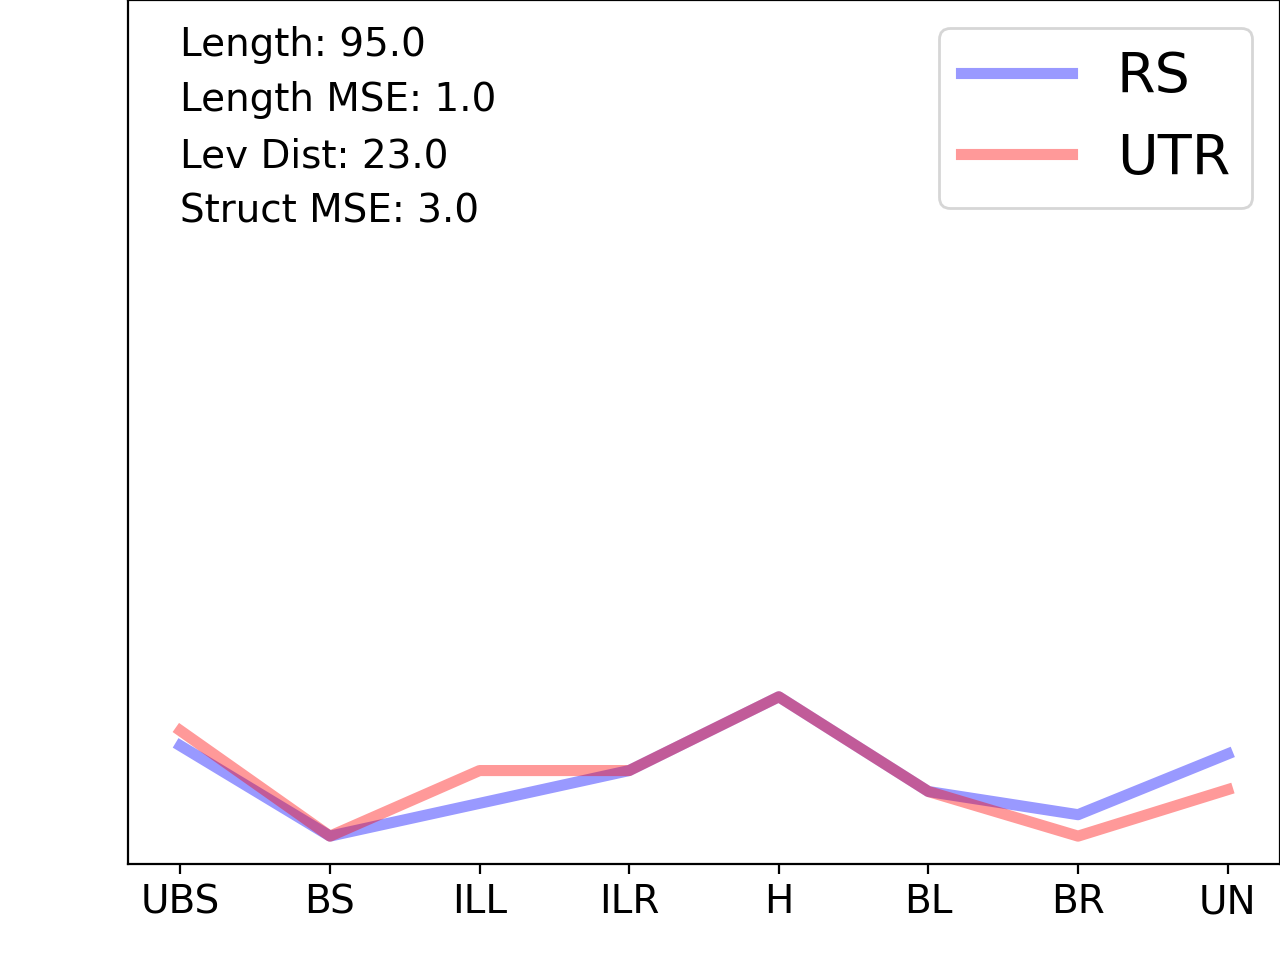 Length: 95.0
Length MSE: 1.0
Lev Dist: 23.0
Struct MSE: 3.0
RS
UTR
UBS BS ILL ILR H BL BR UN